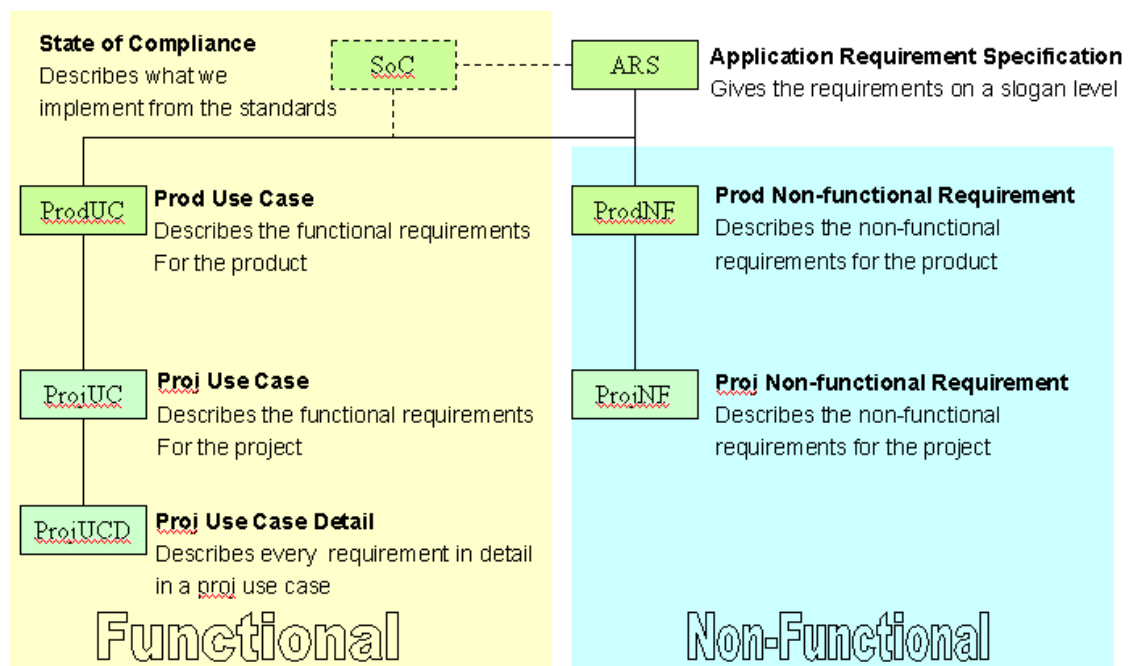 State of Compliance
Describes what we
implement from the standards
SoC
ARS
Application Requirement Specification
Gives the requirements on a slogan level
ProdUC
Prod Use Case
Describes the functional requirements
For the product
ProdNF
Prod Non-functional Requirement
Describes the non-functional
requirements for the product
ProjUC
Proj Use Case
Describes the functional requirements
For the project
ProjNF
Proj Non-functional Requirement
Describes the non-functional
requirements for the project
ProjUCD
Proj Use Case Detail
Describes every requirement in detail
in a proj use case
Functional
Non-Functional